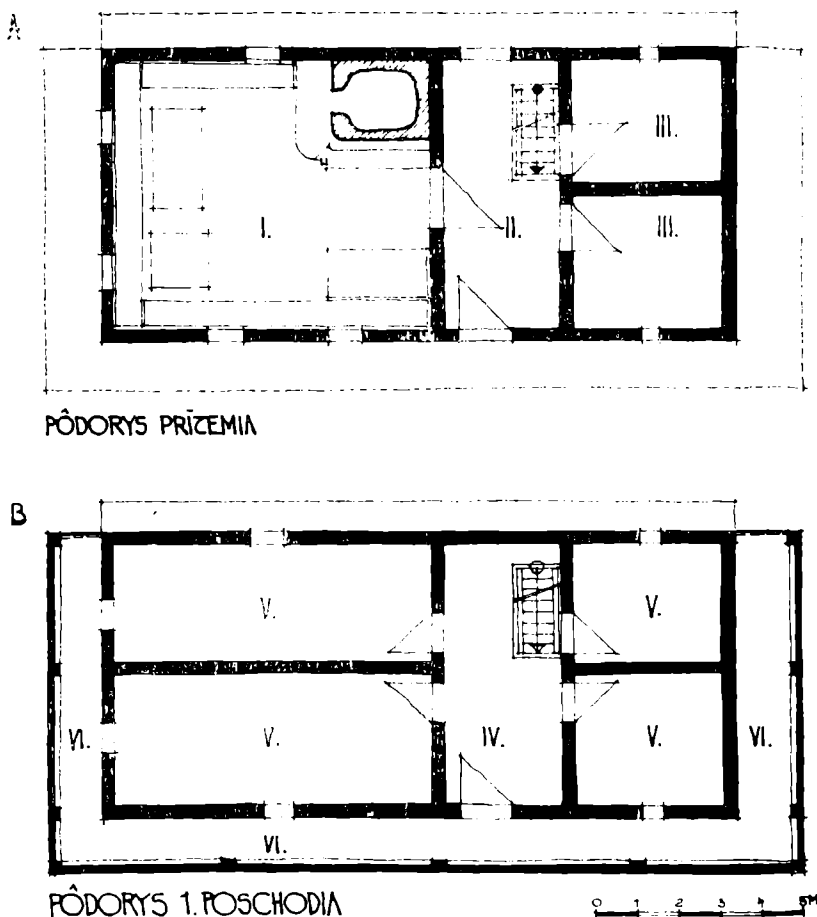 A
III.
I.
II.
III.
PÔDORYS PRÍZEMIA
B
V.
V.
VI.
V.
IV.
V.
VI.
VI.
PÔDORYS 1. POSCHODIA
0 1 2 3 4 5M